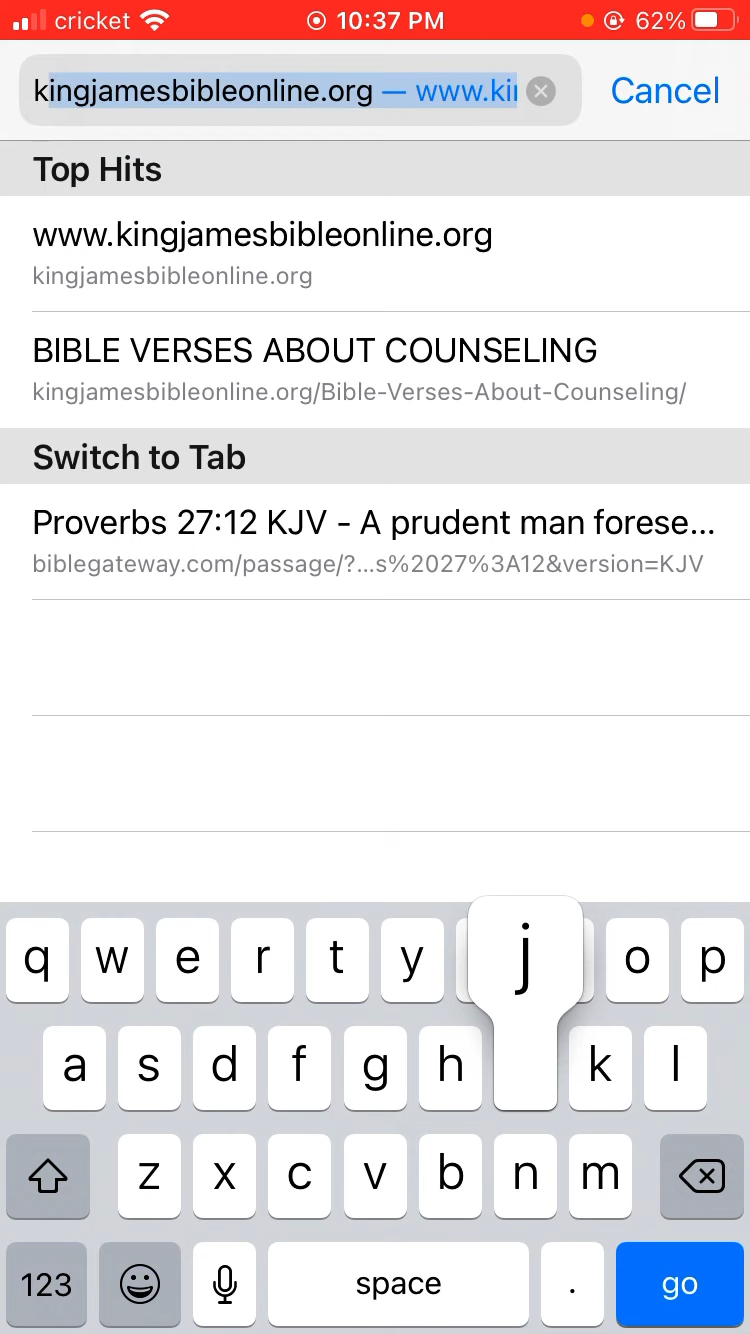 cricket 10:37 PM 62%
kingjamesbibleonline.org — www.ki Cancel
Top Hits
www.kingjamesbibleonline.org
kingjamesbibleonline.org
BIBLE VERSES ABOUT COUNSELING
kingjamesbibleonline.org/Bible-Verses-About-Counseling/
Switch to Tab
Proverbs 27:12 KJV - A prudent man forese...
biblegateway.com/passage/?...s%2027%3A12&version=KJV
q w e r t y j o p
a s d f g h k l
z x c v b n m
123 space . go